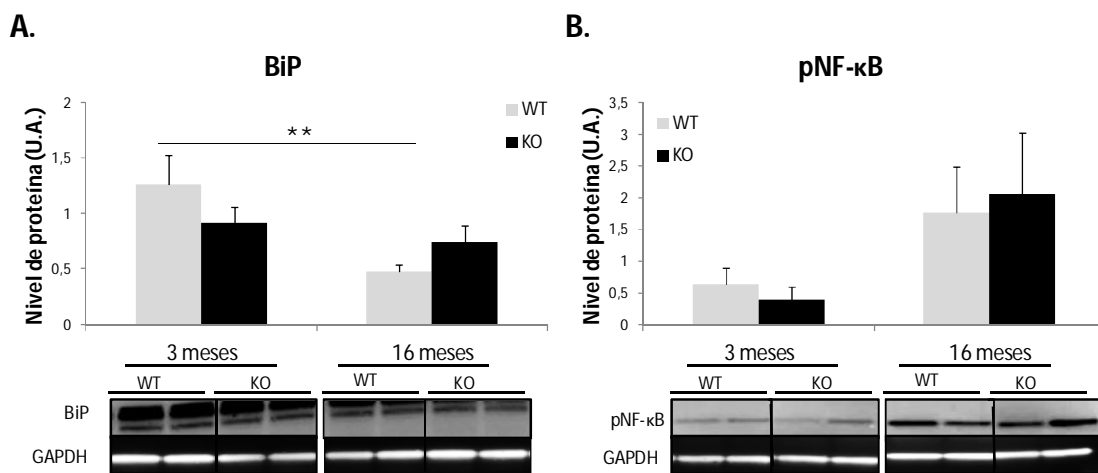 A.
BiP
Nivel de proteína (U.A.)
2
1,5
1
0,5
0
**
WT
KO
3 meses
16 meses
WT
KO
WT
KO
BiP
GAPDH
B.
pNF-κB
Nivel de proteína (U.A.)
3,5
3
2,5
2
1,5
1
0,5
0
WT
KO
3 meses
16 meses
WT
KO
WT
KO
pNF-κB
GAPDH